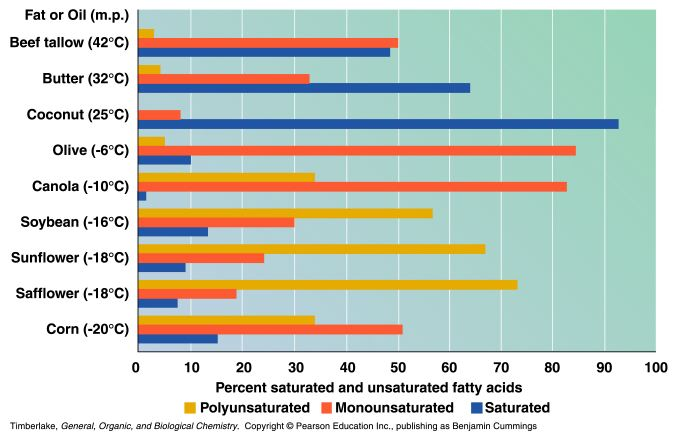 Fat or Oil (m.p.)
Beef tallow (42°C)
Butter (32°C)
Coconut (25°C)
Olive (-6°C)
Canola (-10°C)
Soybean (-16°C)
Sunflower (-18°C)
Safflower (-18°C)
Corn (-20°C)
0 10 20 30 40 50 60 70 80 90 100
Percent saturated and unsaturated fatty acids
Polyunsaturated Monounsaturated Saturated
Timberlake, General, Organic, and Biological Chemistry. Copyright © Pearson Education Inc., publishing as Benjamin Cummings